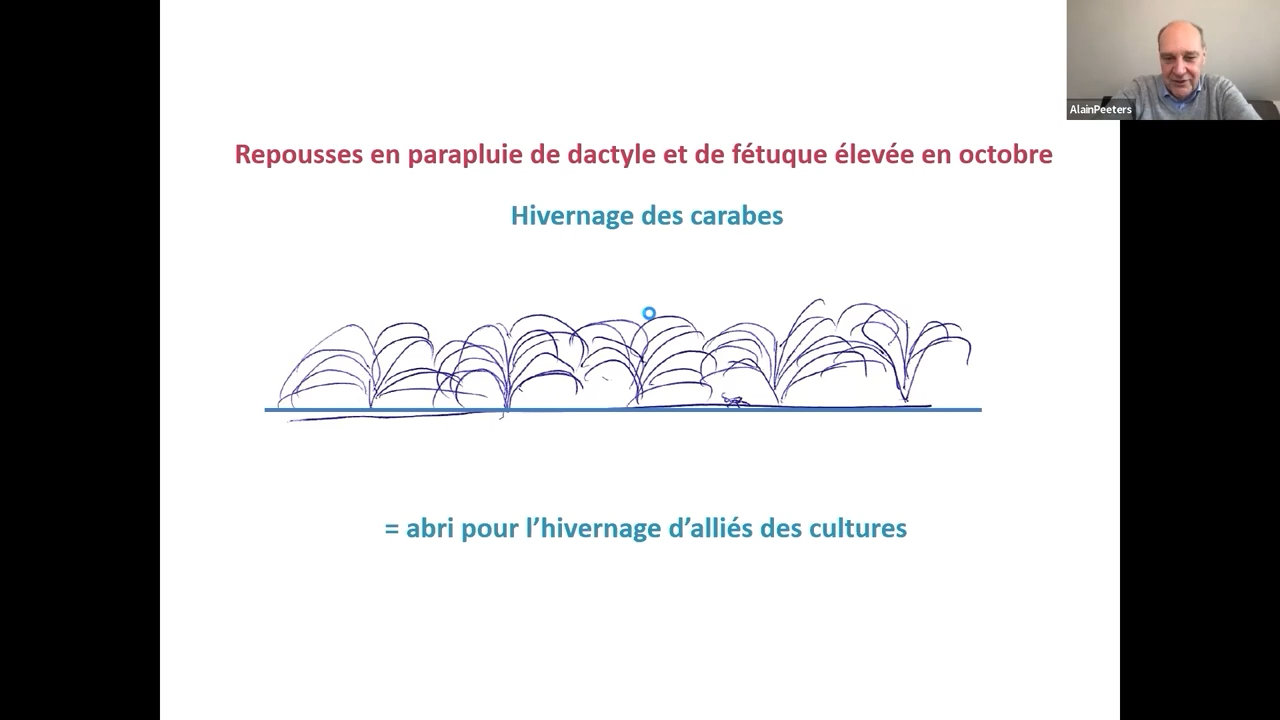 AlainPeeters
Repousses en parapluie de dactyle et de fétuque élevée en octobre
Hivernage des carabes
= abri pour l’hivernage d’alliés des cultures